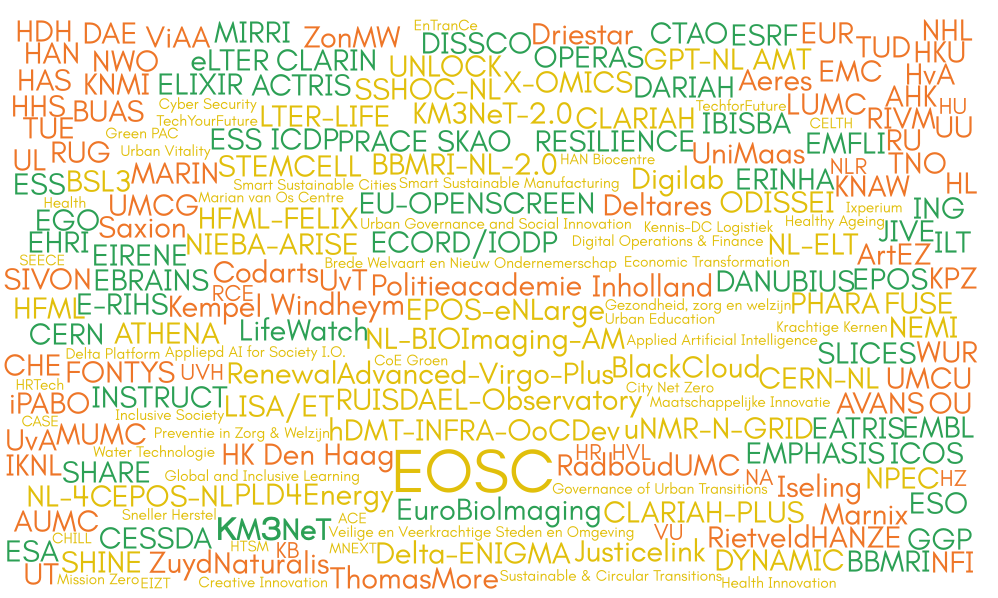 HDH DAE ViAA MIRRI ZonMW EnTranCe DISSCO Driestar CTAO ESRF EUR NHL
HAN NWO eLTER CLARIN UNLOCK OPERAS GPT-NL AMT TUD HKU
HAS KNMI ELIXIR ACTRIS SSHOC-NL X-OMICS DARIAH Aeres EMC HvA
HHS BUAS Cyber Security LTER-LIFE KM3NeT-2.0 CLARIAH TechforFuture LUMC AHK HU
TUE TechYourFuture IBISBA CELTH RIVM UU
Green PAC ESS ICDP PRACE SKAO RESILIENCE EMFLI RU
UL RUG Urban Vitality STEMCELL BBMRI-NL-2.0 HAN Biocentre UniMaas NLR TNO
ESS BSL3 MARIN Smart Sustainable Cities Smart Sustainable Manufacturing Digilab ERINHA KNAW HL
Health UMCG Marian van Os Centre EU-OPENSCREEN Deltares ODISSEI Ixperium ING
EGO Saxion HFML-FELIX Urban Governance and Social Innovation Kennis-DC Logistiek Healthy Ageing JIVE
EHRI EIRENE NIEBA-ARISE ECORD/IODP Digital Operations & Finance NL-ELT ArtEZ ILT
SEECE Brede Welvaart en Nieuw Ondernemerschap Economic Transformation
SIVON EBRAINS Codarts UvT Politieacademie Inholland DANUBIUS EPOS KPZ
HFML E-RIHS RCE Kempel Windheym EPOS-eNLarge Gezondheid, zorg en welzijn PHARA FUSE
CERN ATHENA LifeWatch Urban Education Krachtige Kernen NEMI
NL-BIOImaging-AM Applied Artificial Intelligence
CHE Delta Platform Appliepd AI for Society I.O. CoE Groen SLICES WUR
HRTech FONTYS UVH Renewal Advanced-Virgo-Plus BlackCloud CERN-NL UMCU
iPABO INSTRUCT LISA/ET RUISDAEL-Observatory City Net Zero Maatschappelijke Innovatie AVANS OU
CASE Inclusive Society
UvA MUMC Preventie in Zorg & Welzijn hDMT-INFRA-OoCDev uNMR-N-GRID EATRIS EMBL
Water Technologie HK Den Haag HR HVL EMPHASIS ICOS
IKNL SHARE Global and Inclusive Learning EOSC RadboudUMC NA Iseling NPEC HZ
NL-4C EPOS-NL PLD4Energy Governance of Urban Transitions ESO
AUMC Sneller Herstel KM3NeT ACE EuroBioImaging CLARIAH-PLUS Marnix
CHILL CESSDA Veilige en Veerkrachtige Steden en Omgeving VU Rietveld HANZE GGP
ESA SHINE HTSM KB MNEXT Delta-ENIGMA Justicelink DYNAMIC BBMRI NFI
UT Mission Zero EIZT Zuyd Naturalis Creative Innovation ThomasMore Sustainable & Circular Transitions Health Innovation